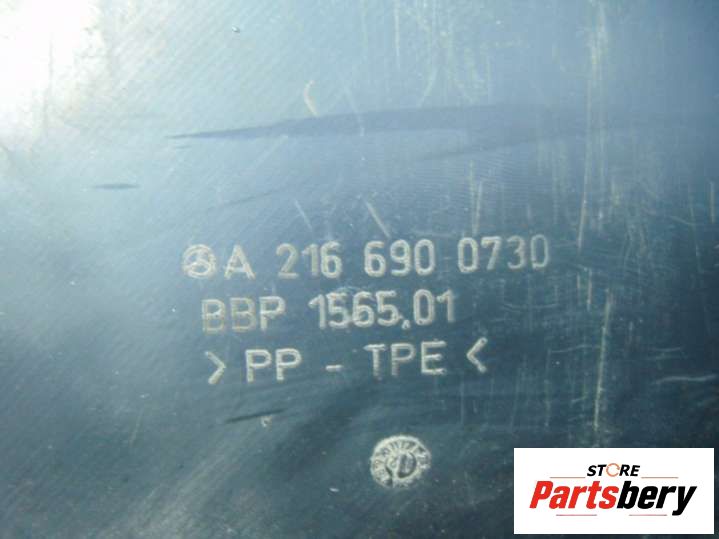 A 216 690 0730
BBP 1565.01
> PP - TPE <
STORE
Partsbery